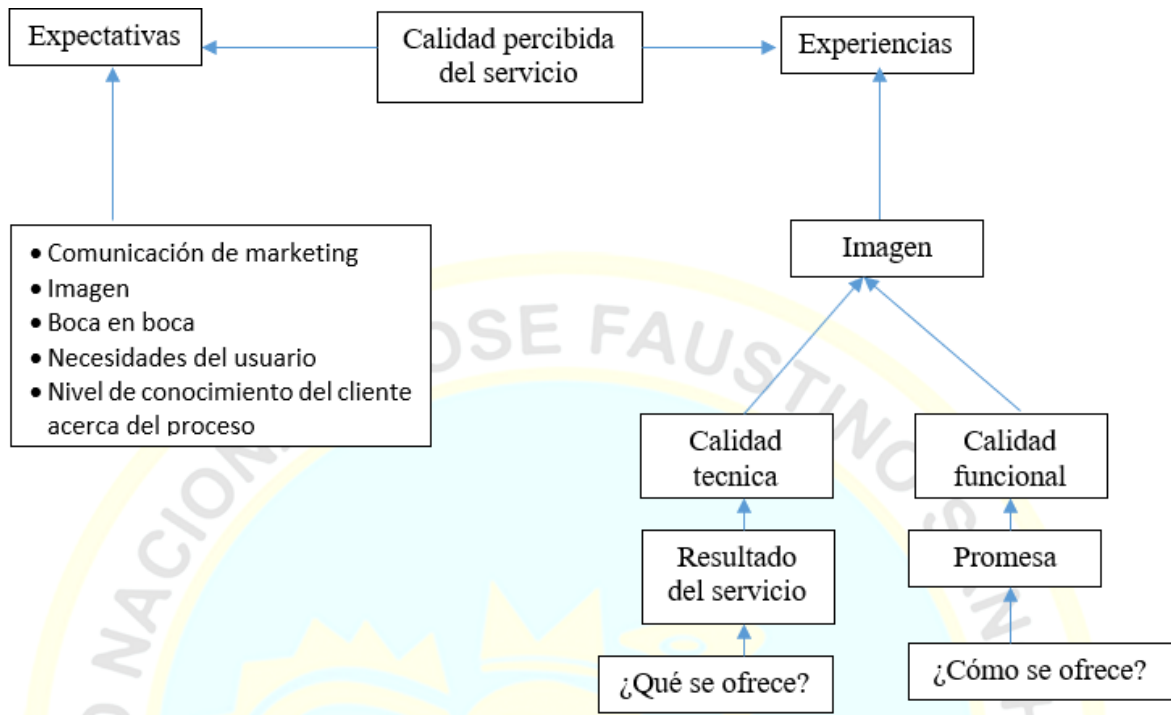 Expectativas
Calidad percibida
del servicio
Experiencias
• Comunicación de marketing
• Imagen
• Boca en boca
• Necesidades del usuario
• Nivel de conocimiento del cliente
acerca del proceso
Imagen
Calidad
tecnica
Calidad
funcional
Resultado
del servicio
Promesa
¿Qué se ofrece?
¿Cómo se ofrece?
FAUSTINO